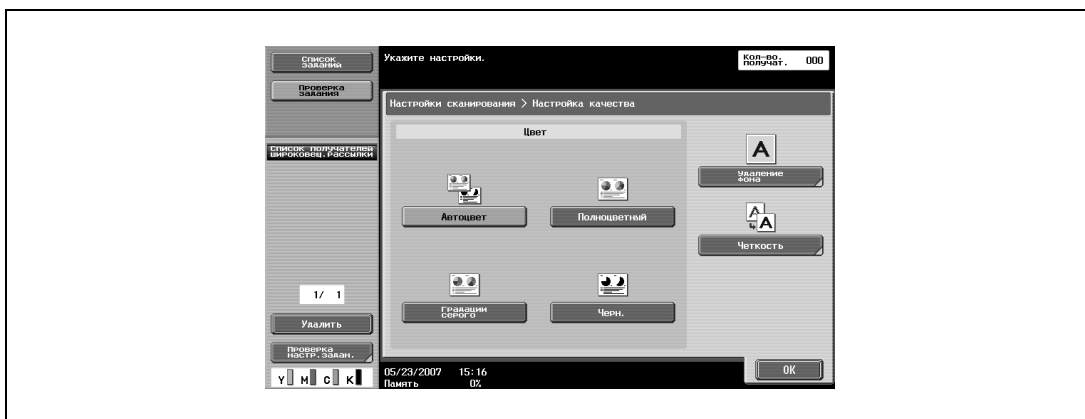 Список
заданий
Проверка
задания
Список получателей
широковещ.рассылки
1/ 1
Удалить
Проверка
настр.задан.
Y M C K
Укажите настройки.
Кол-во.
получат. 000
Настройки сканирования > Настройка качества
Цвет
Автоцвет
Полноцветный
Градации
серого
Черн.
A
Удаление
фона
A
A
Четкость
05/23/2007 15:16
Память 0%
OK